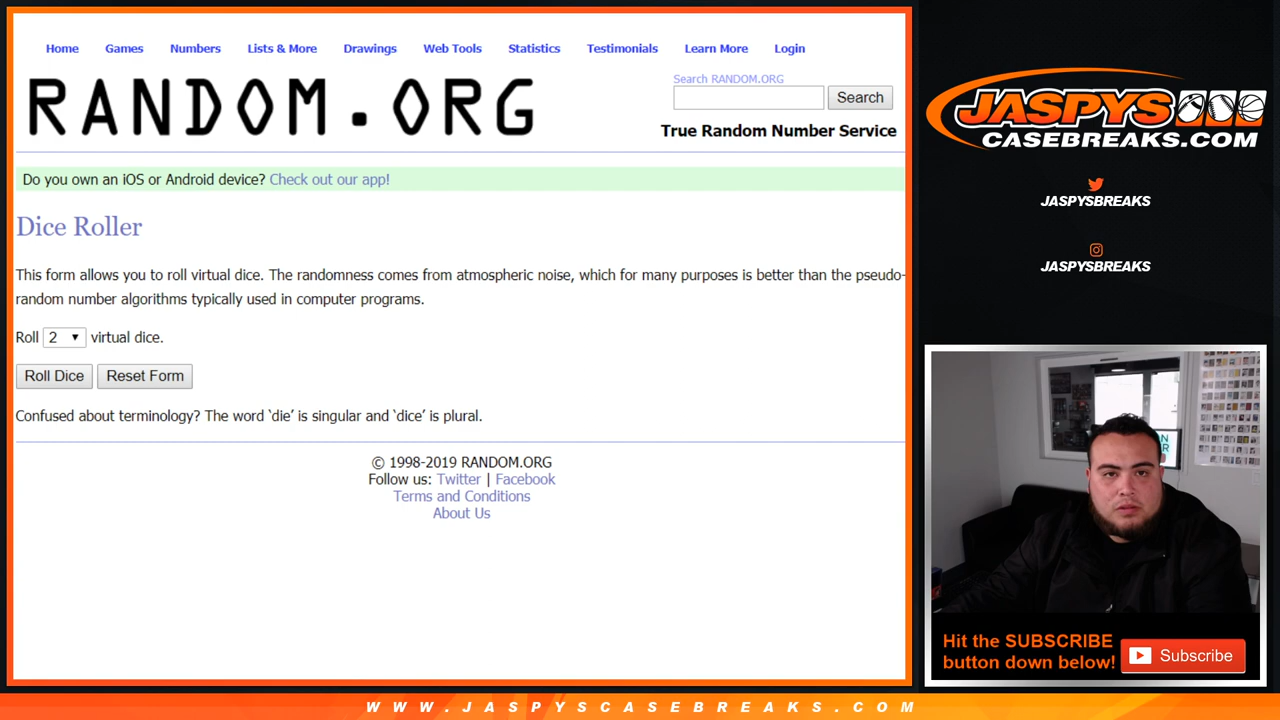 Home Games Numbers Lists & More Drawings Web Tools Statistics Testimonials Learn More Login
RANDOM.ORG
Search RANDOM.ORG
Search
True Random Number Service
Do you own an iOS or Android device? Check out our app!
Dice Roller
This form allows you to roll virtual dice. The randomness comes from atmospheric noise, which for many purposes is better than the pseudo-
random number algorithms typically used in computer programs.
Roll 2 virtual dice.
Roll Dice Reset Form
Confused about terminology? The word ‘die’ is singular and ‘dice’ is plural.
© 1998-2019 RANDOM.ORG
Follow us: Twitter | Facebook
Terms and Conditions
About Us
JASPYS
CASEBREAKS.COM
JASPYSBREAKS
JASPYSBREAKS
Hit the SUBSCRIBE
button down below!
Subscribe
WWW.JASPYSCASEBREAKS.COM